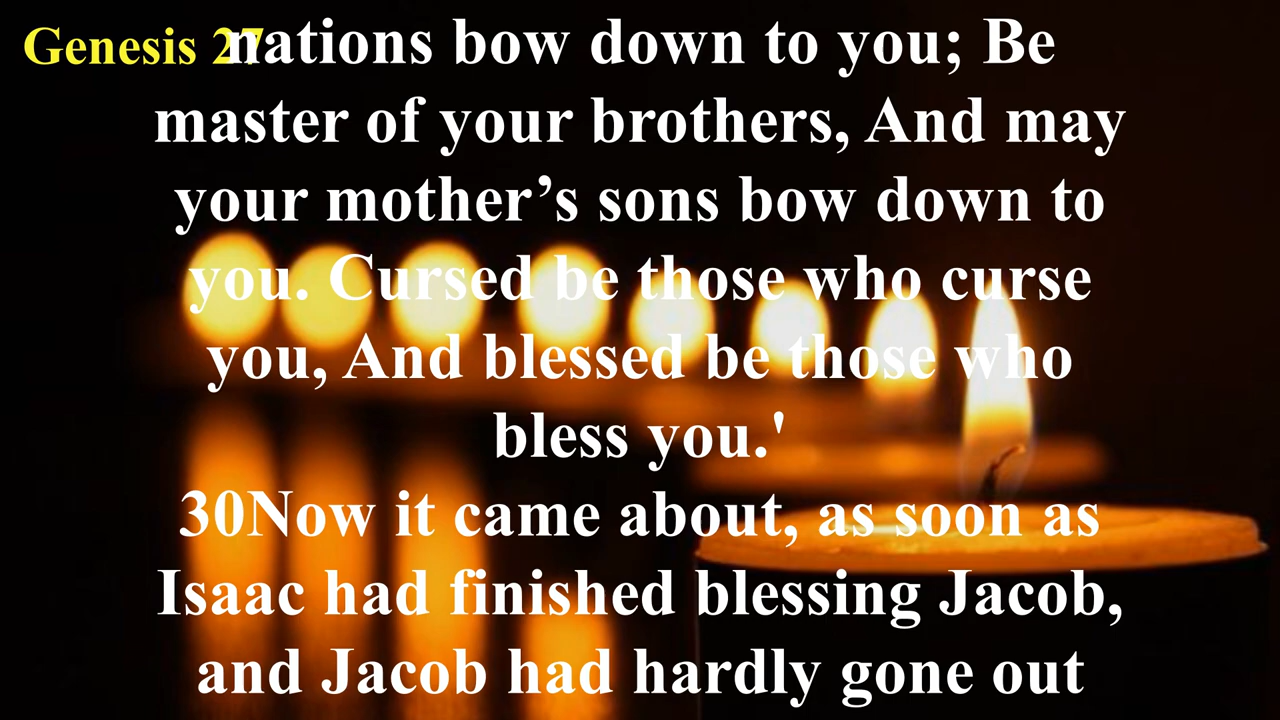 Genesis 27
nations bow down to you; Be
master of your brothers, And may
your mother’s sons bow down to
you. Cursed be those who curse
you, And blessed be those who
bless you.'
30Now it came about, as soon as
Isaac had finished blessing Jacob,
and Jacob had hardly gone out